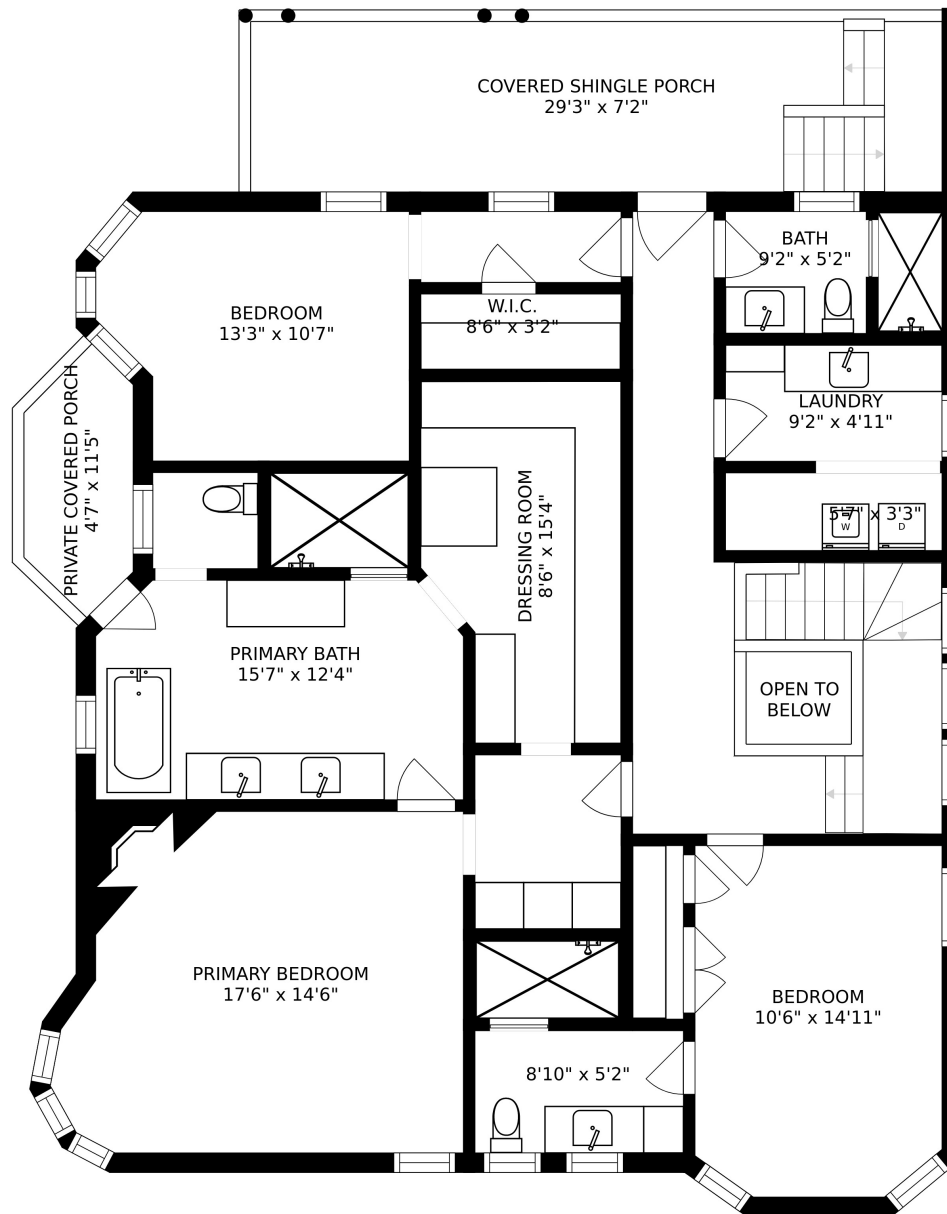 COVERED SHINGLE PORCH
29'3" x 7'2"
BATH
9'2" x 5'2"
BEDROOM
13'3" x 10'7"
W.I.C.
8'6" x 3'2"
PRIVATE COVERED PORCH
4'7" x 11'5"
LAUNDRY
9'2" x 4'11"
5'7" x 3'3"
W
D
DRESSING ROOM
8'6" x 15'4"
PRIMARY BATH
15'7" x 12'4"
OPEN TO
BELOW
PRIMARY BEDROOM
17'6" x 14'6"
BEDROOM
10'6" x 14'11"
8'10" x 5'2"